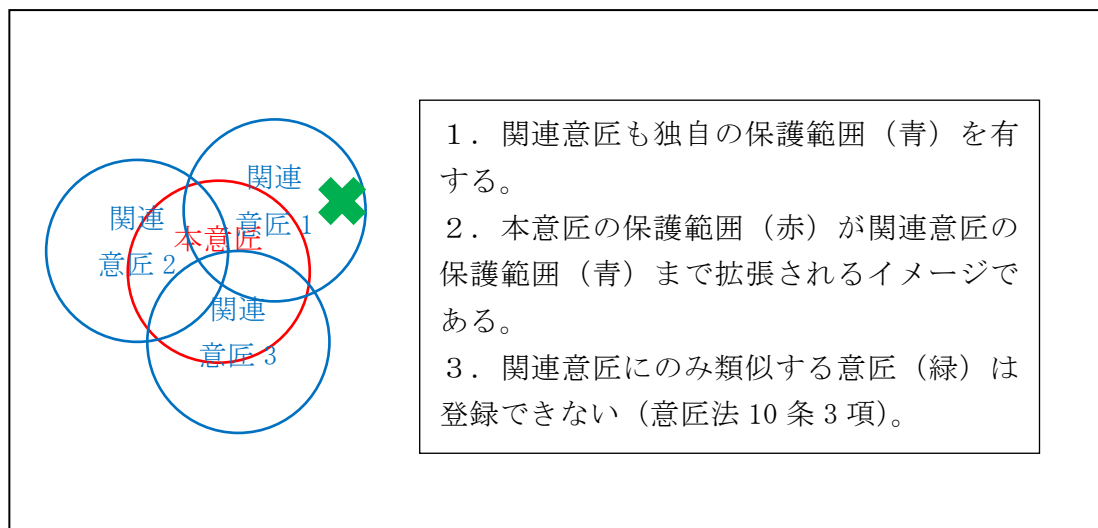 関連
意匠 1
関連
意匠 2
本意匠
関連
意匠 3
１．関連意匠も独自の保護範囲（青）を有
する。
２．本意匠の保護範囲（赤）が関連意匠の
保護範囲（青）まで拡張されるイメージで
ある。
３．関連意匠にのみ類似する意匠（緑）は
登録できない（意匠法 10 条 3 項）。